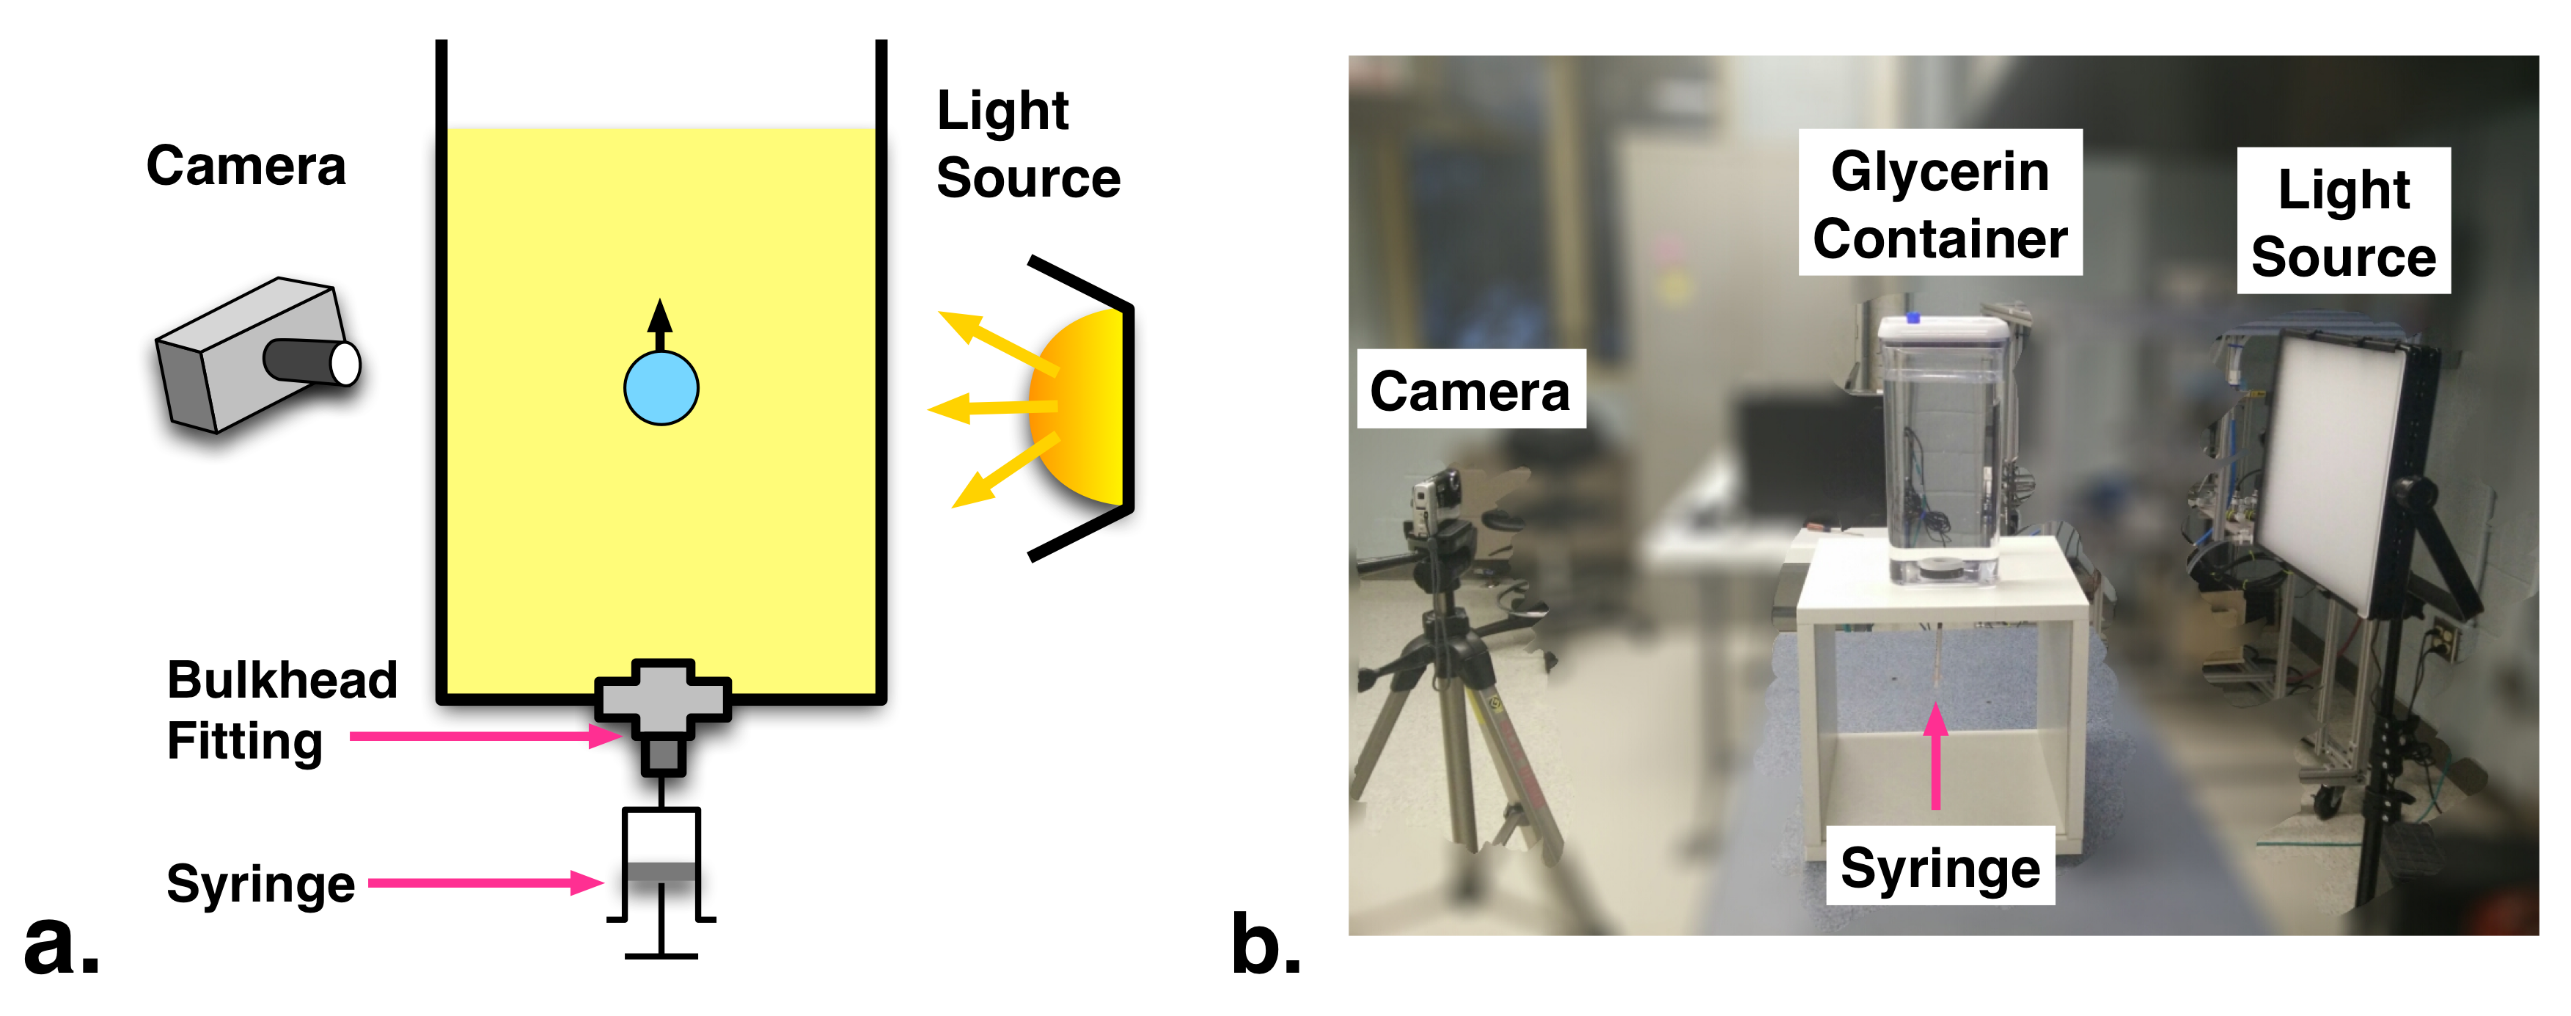 Camera
Light
Source
Bulkhead
Fitting
Syringe
a.
Glycerin
Container
Light
Source
Camera
Syringe
b.